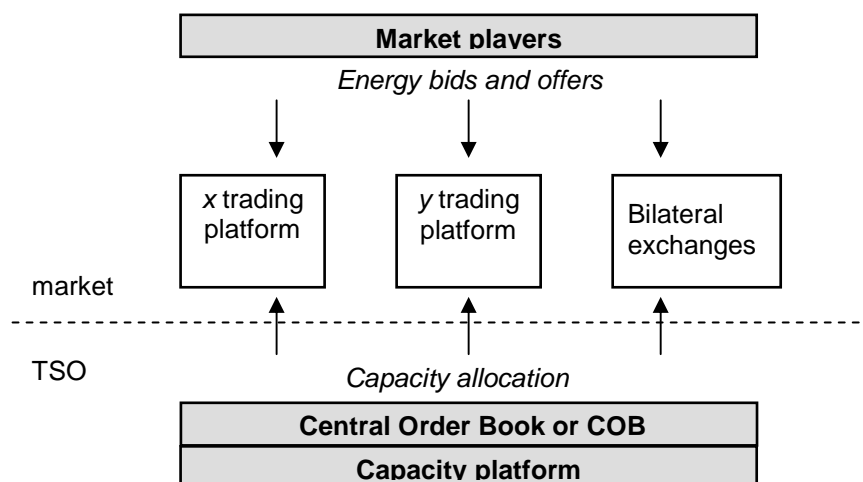 Market players
Energy bids and offers
x trading
platform
y trading
platform
Bilateral
exchanges
market
TSO
Capacity allocation
Central Order Book or COB
Capacity platform